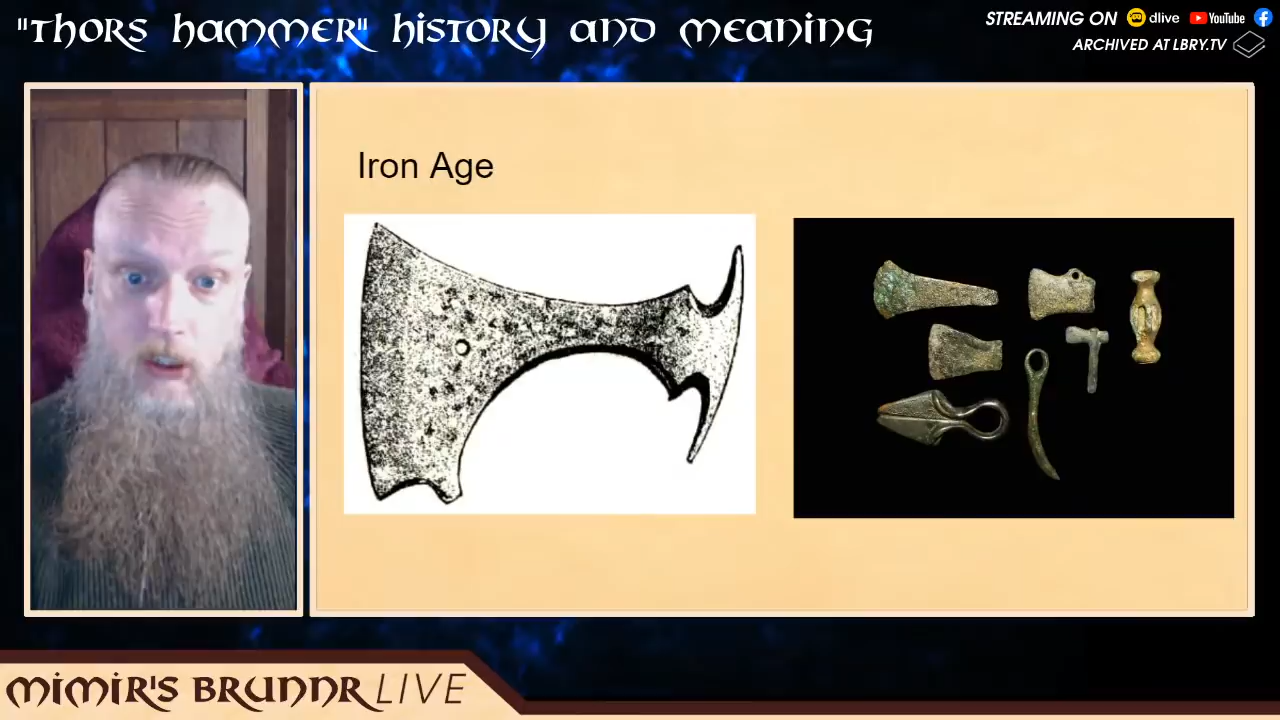 "Thors hammer" history and meaning
STREAMING ON dlive YouTube
ARCHIVED AT LBRY.TV
Iron Age
Mimir's Brunnr LIVE